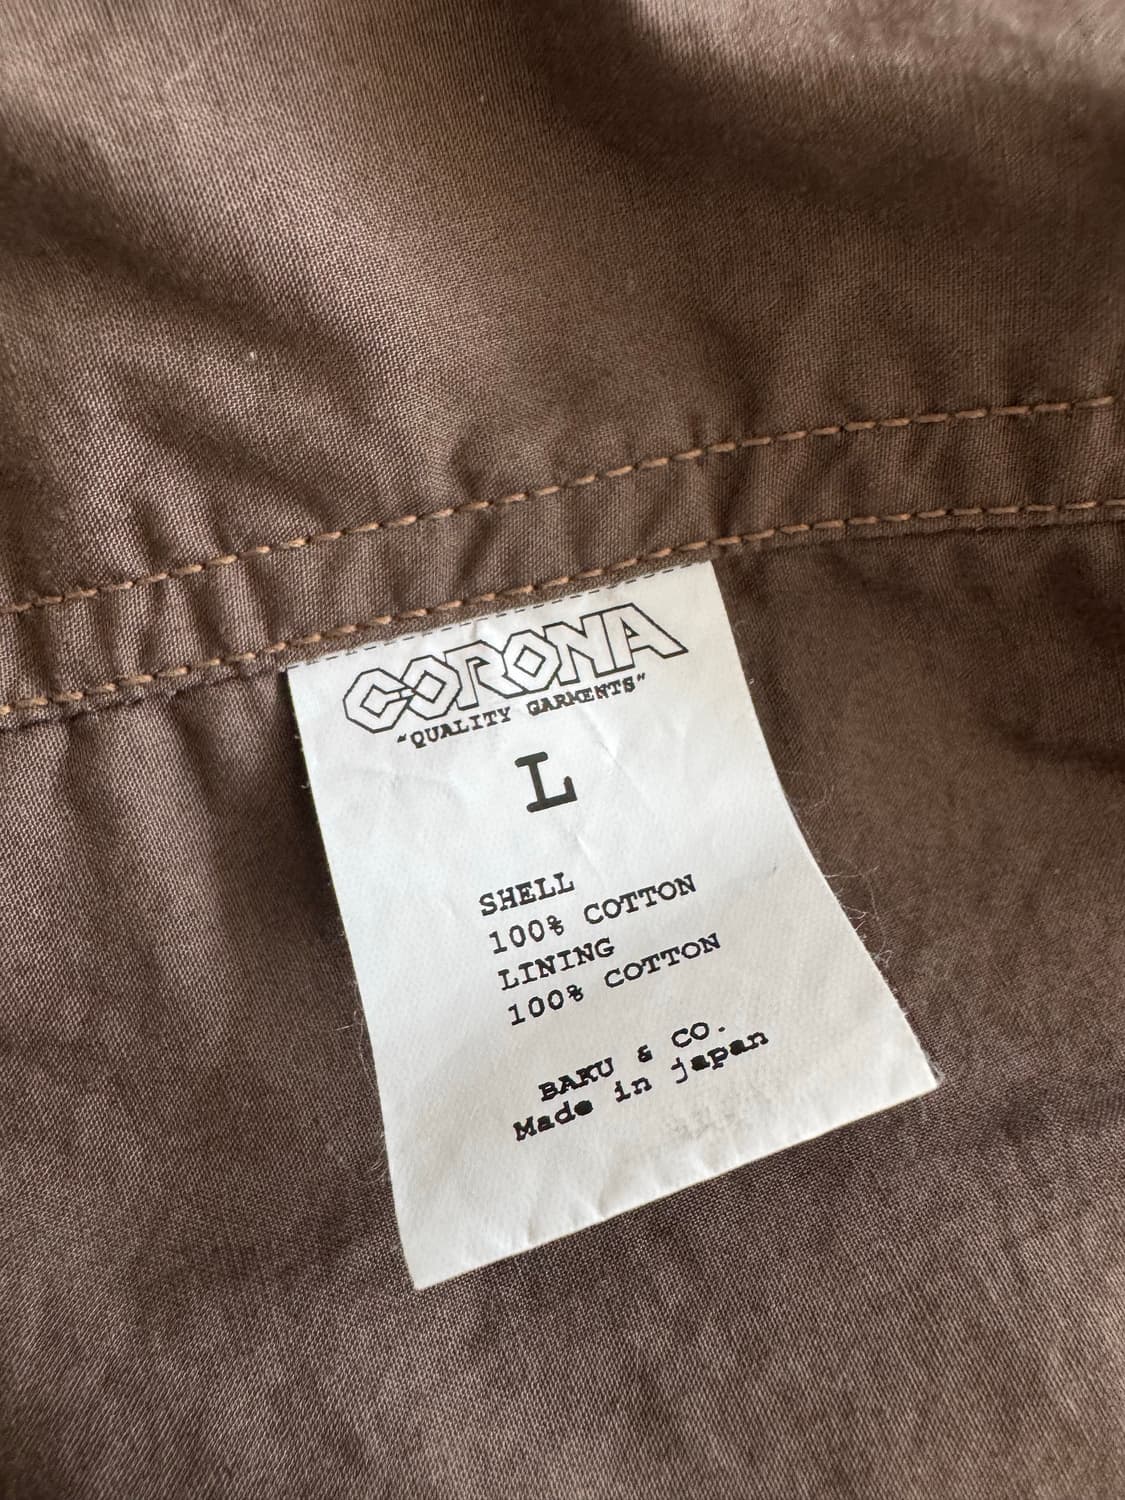 CORONA
"QUALITY GARMENTS"
L
SHELL
100% COTTON
LINING
100% COTTON
BAKU & CO.
Made in japan